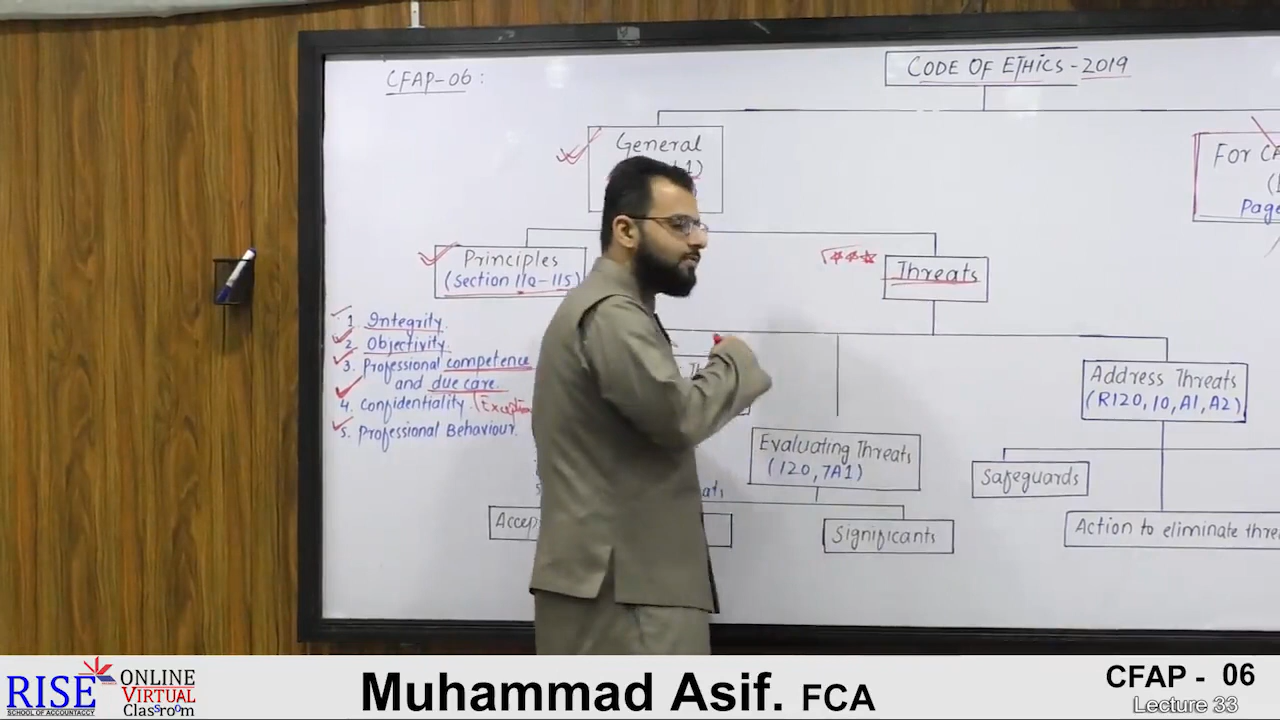 CFAP-06:
CODE OF ETHICS-2019
General
1)
For
Page
Principles
(Section 110-115)
Threats
1. Integrity.
2. Objectivity.
3. Professional competence
and due care.
4. Confidentiality.
5. Professional Behaviour.
Address Threats
(R120, 10, A1, A2)
Evaluating Threats
(120, 7A1)
Safeguards
Significants
Action to eliminate
RISE
SCHOOL OF ACCOUNTANCY
ONLINE
VIRTUAL
Classroom
Muhammad Asif. FCA
CFAP - 06
Lecture 33